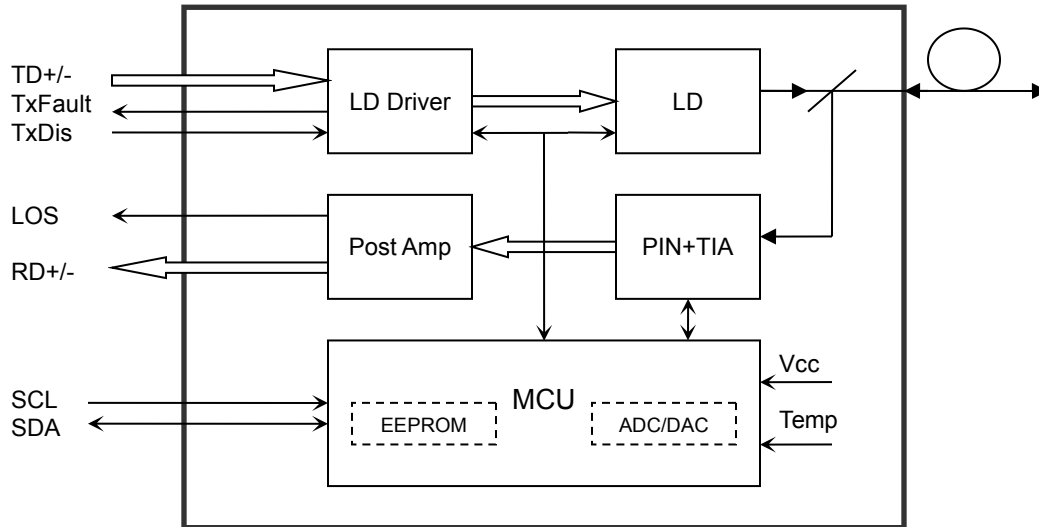 TD+/-
TxFault
TxDis
LD Driver
LD
LOS
RD+/-
Post Amp
PIN+TIA
SCL
SDA
MCU
EEPROM
ADC/DAC
Vcc
Temp